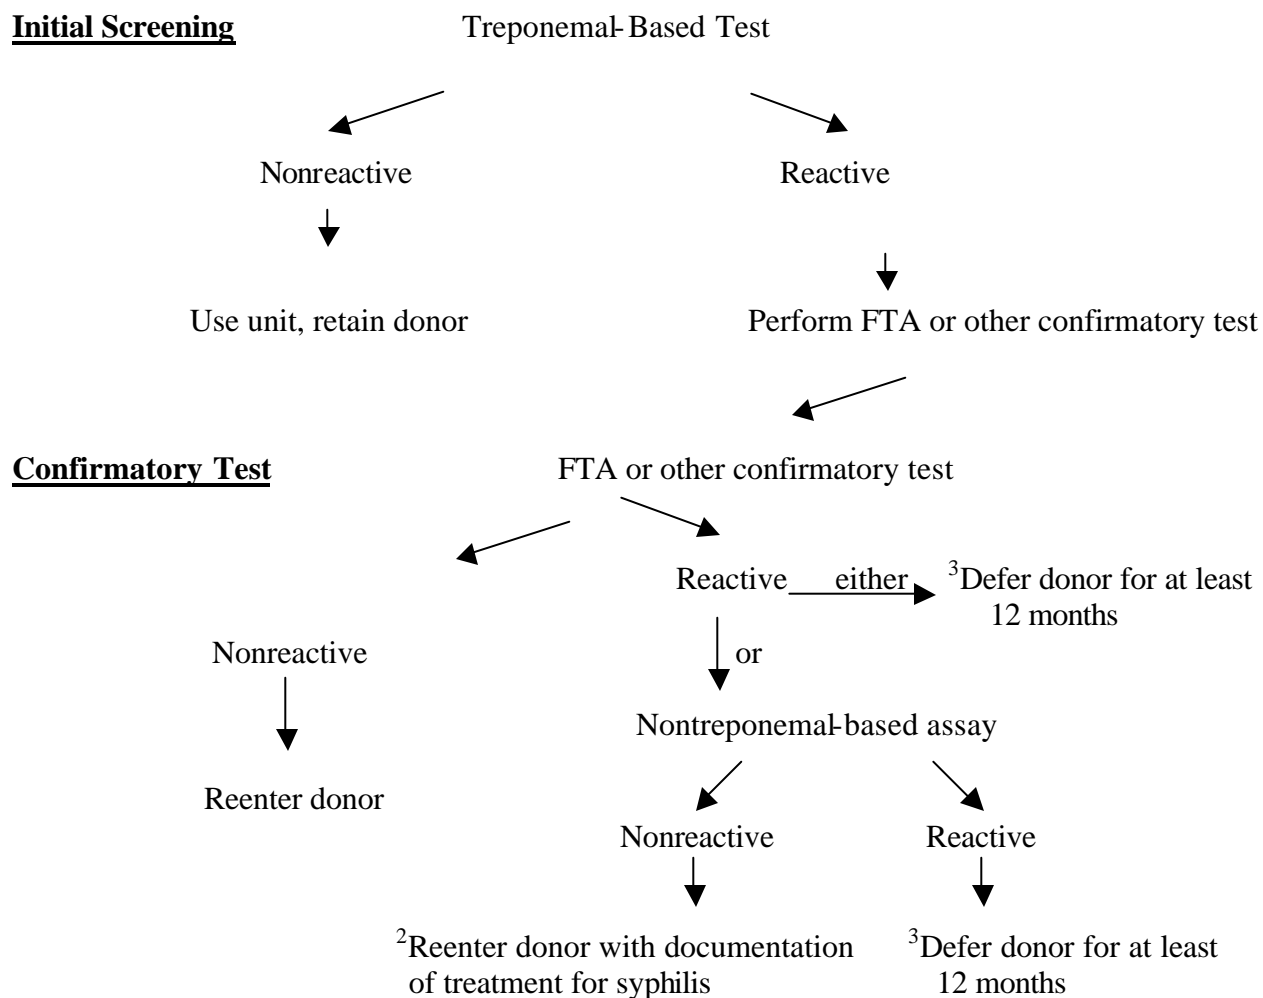 Initial Screening
Treponemal-Based Test
Nonreactive
Reactive
Use unit, retain donor
Perform FTA or other confirmatory test
Confirmatory Test
FTA or other confirmatory test
Reactive
either
3Defer donor for at least
12 months
Nonreactive
or
Nontreponemal-based assay
Reenter donor
Nonreactive
Reactive
2Reenter donor with documentation
of treatment for syphilis
3Defer donor for at least
12 months